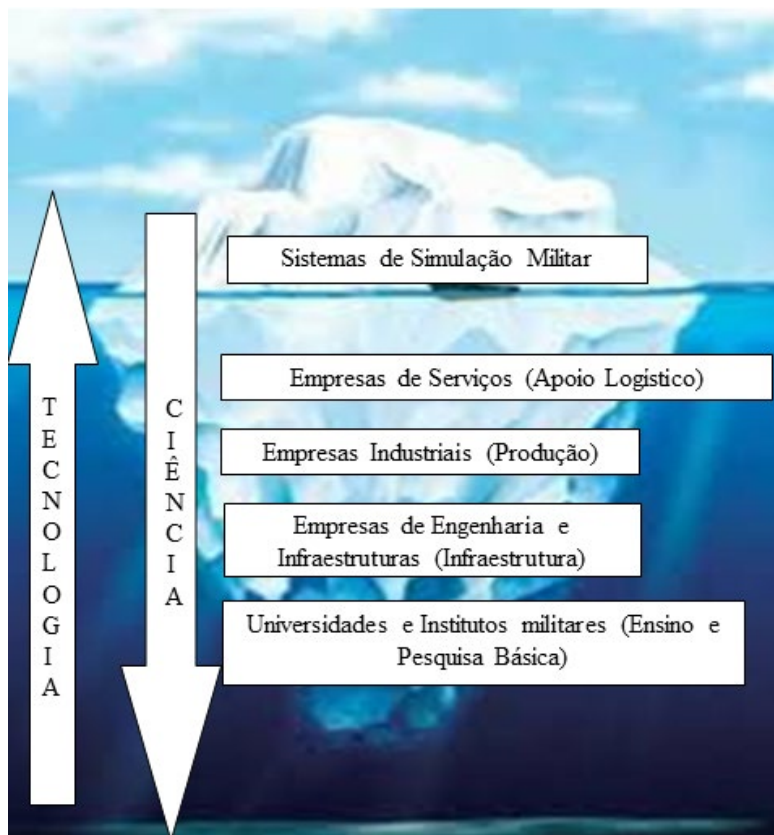 Sistemas de Simulação Militar
Empresas de Serviços (Apoio Logístico)
Empresas Industriais (Produção)
Empresas de Engenharia e
Infraestruturas (Infraestrutura)
Universidades e Institutos militares (Ensino e
Pesquisa Básica)
TECNOLOGIA
CIÊNCIA